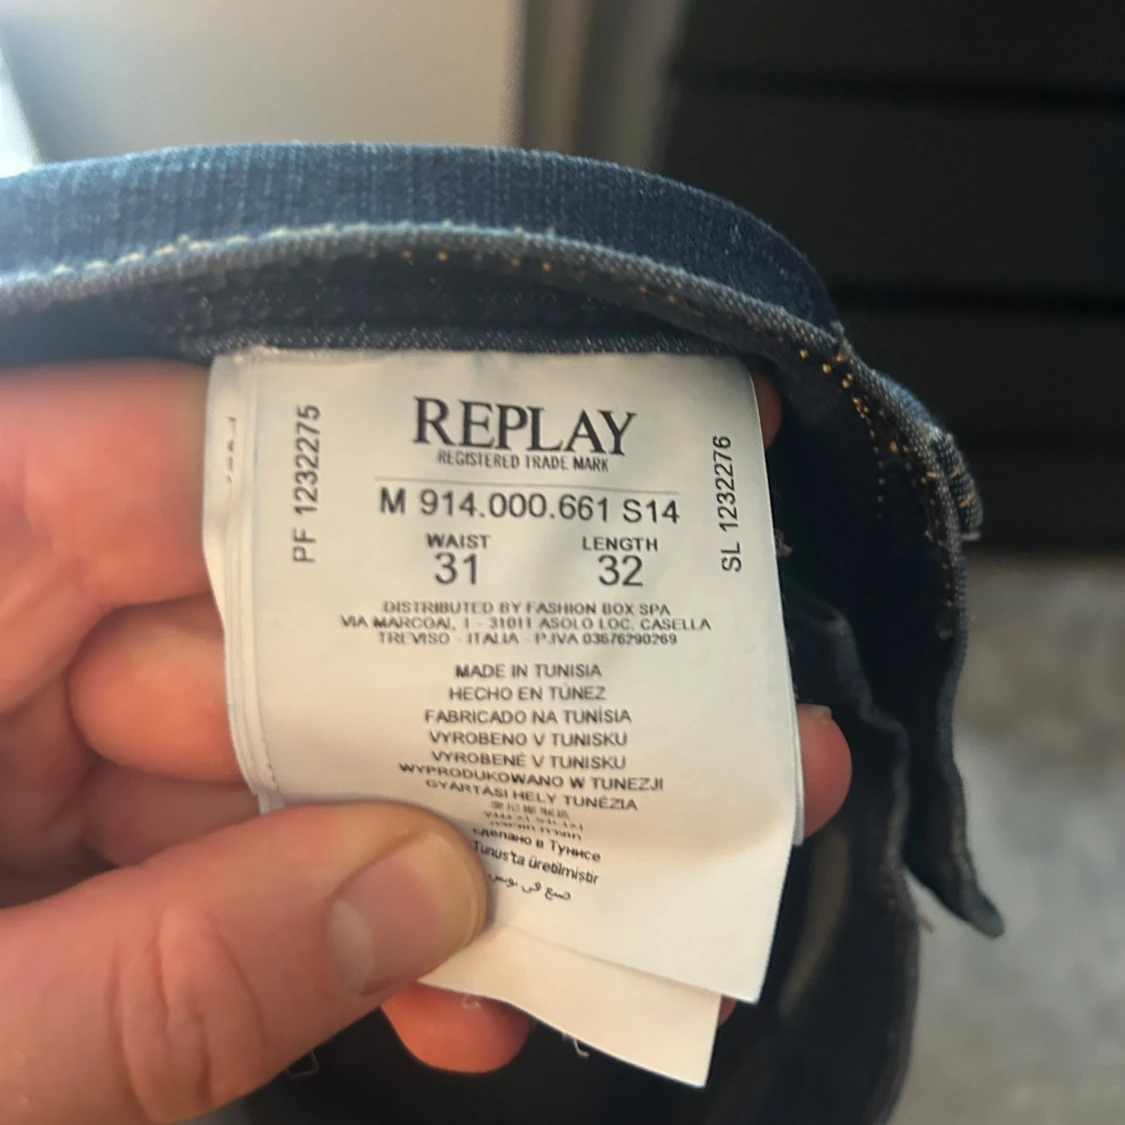 REPLAY
REGISTERED TRADE MARK
M 914.000.661 S14
WAIST LENGTH
31 32
PF 1232275
SL 1232276
DISTRIBUTED BY FASHION BOX SPA
VIA MARCOAI, 1 - 31011 ASOLO LOC. CASELLA
TREVISO - ITALIA - P.IVA 03676290269
MADE IN TUNISIA
HECHO EN TÚNEZ
FABRICADO NA TUNÍSIA
VYROBENO V TUNISKU
VYROBENÉ V TUNISKU
WYPRODUKOWANO W TUNEZJI
GYÁRTÁSI HELY TUNÉZIA
сделано в Тунисе
Tunus'ta üretilmiştir
صنع في تونس